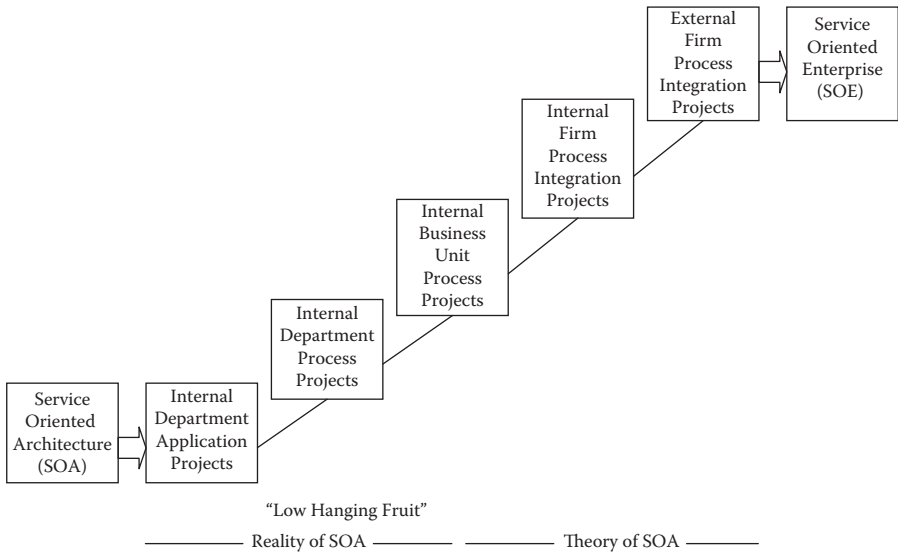 Service
Oriented
Architecture
(SOA)
Internal
Department
Application
Projects
Internal
Department
Process
Projects
Internal
Business
Unit
Process
Projects
Internal
Firm
Process
Integration
Projects
External
Firm
Process
Integration
Projects
Service
Oriented
Enterprise
(SOE)
“Low Hanging Fruit”
Reality of SOA
Theory of SOA